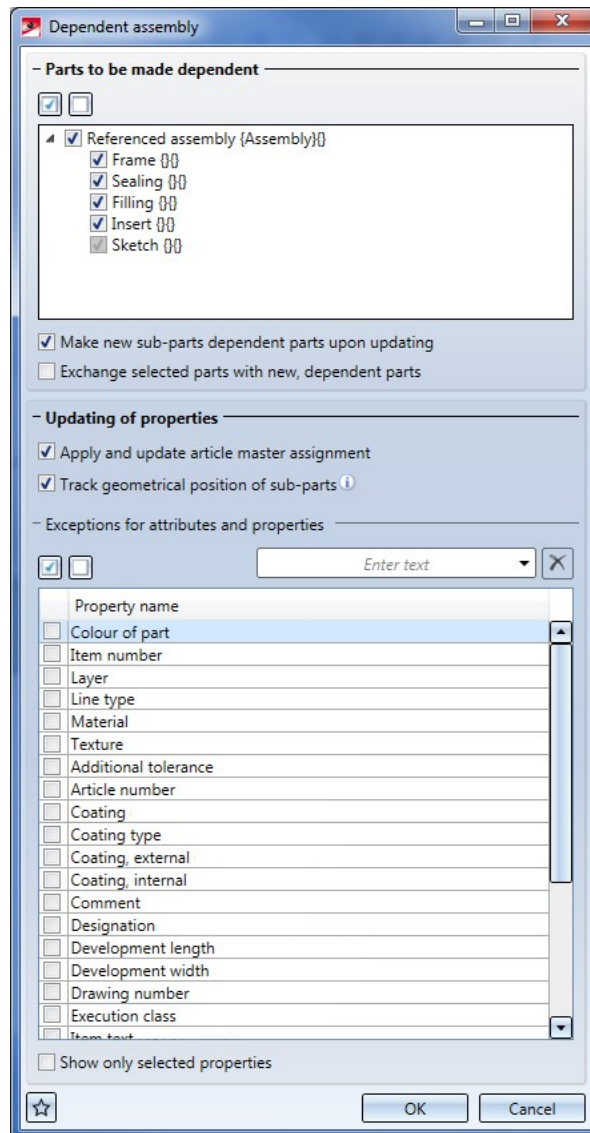 Dependent assembly
Parts to be made dependent
Referenced assembly {Assembly}{}
Frame {}{}
Sealing {}{}
Filling {}{}
Insert {}{}
Sketch {}{}
Make new sub-parts dependent parts upon updating
Exchange selected parts with new, dependent parts
Updating of properties
Apply and update article master assignment
Track geometrical position of sub-parts
Exceptions for attributes and properties
Enter text
Property name
Colour of part
Item number
Layer
Line type
Material
Texture
Additional tolerance
Article number
Coating
Coating type
Coating, external
Coating, internal
Comment
Designation
Development length
Development width
Drawing number
Execution class
Item text
Show only selected properties
OK Cancel